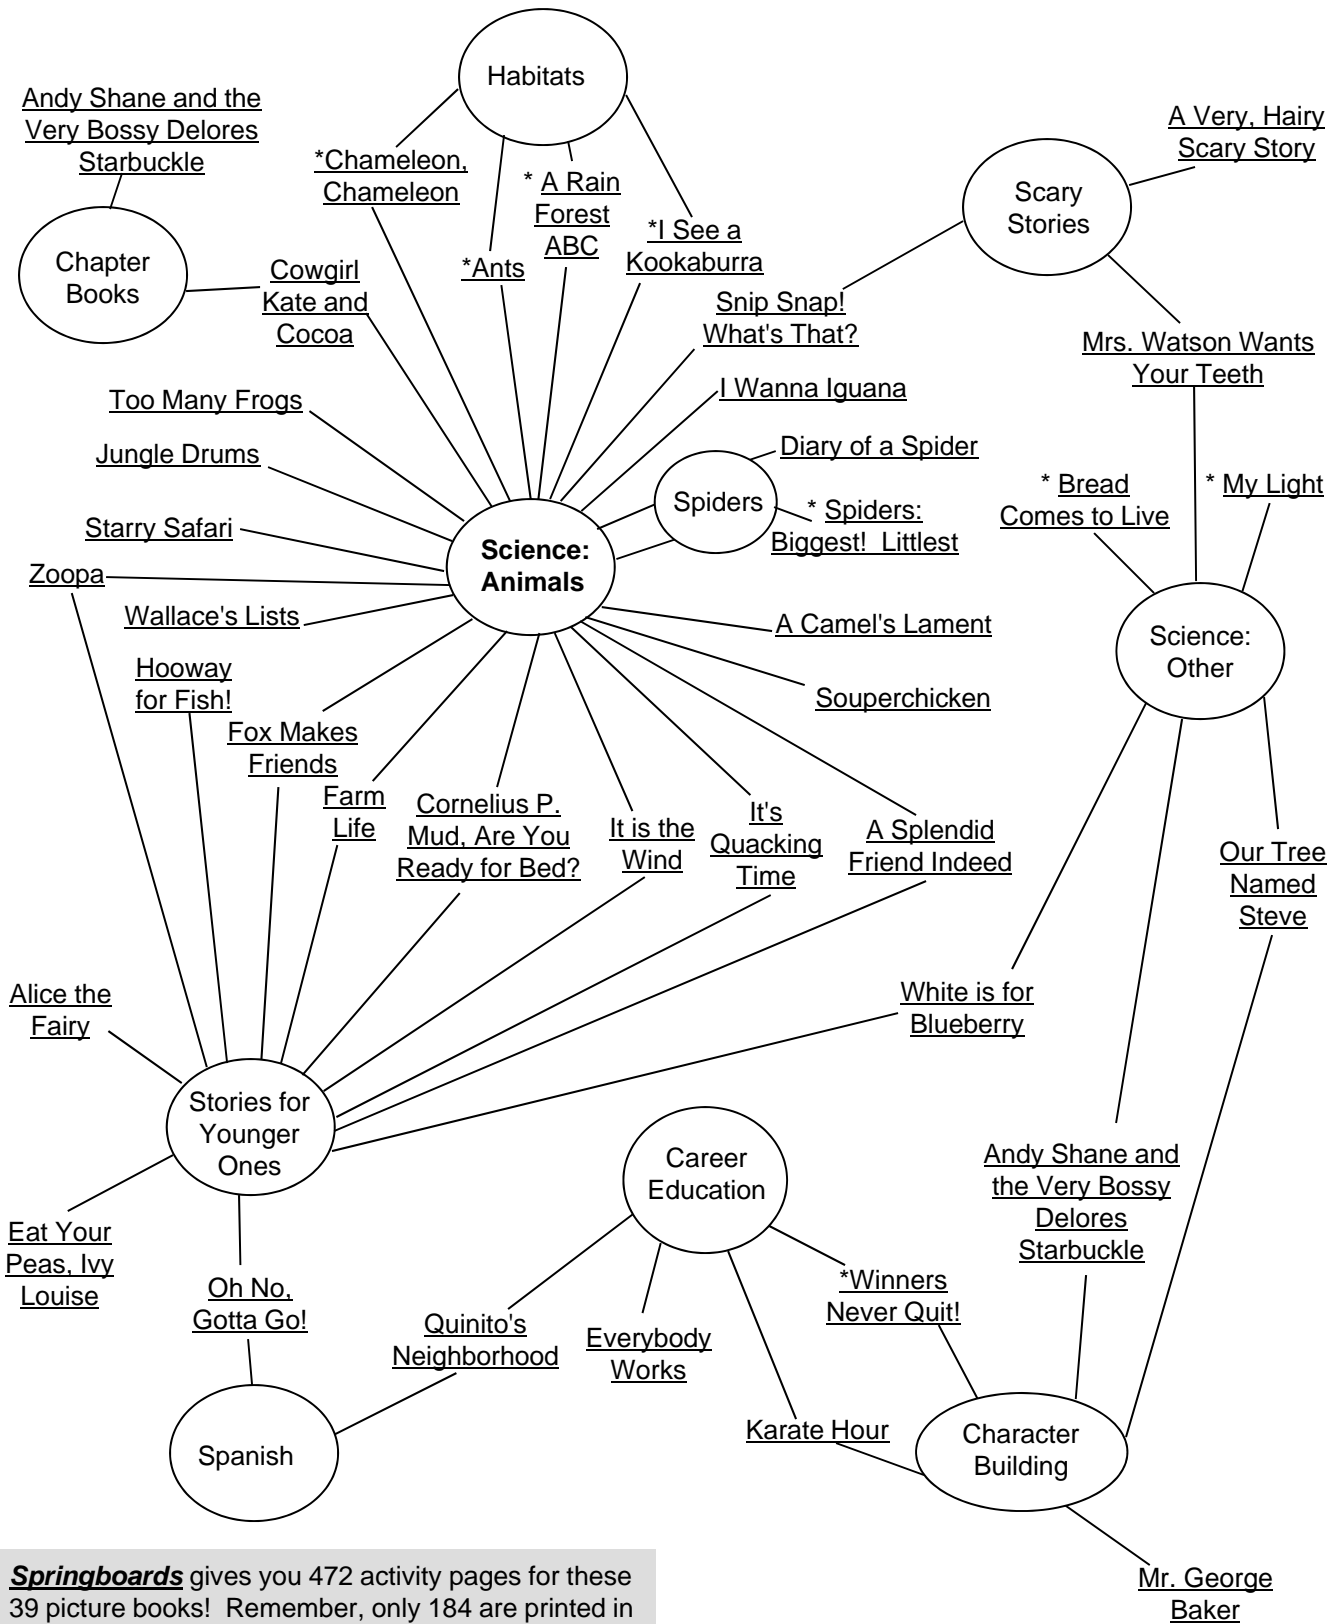 Habitats
Andy Shane and the
Very Bossy Delores
Starbuckle
A Very, Hairy
Scary Story
*Chameleon,
Chameleon
* A Rain
Forest
ABC
Scary
Stories
*I See a
Kookaburra
*Ants
Chapter
Books
Cowgirl
Kate and
Cocoa
Snip Snap!
What's That?
Mrs. Watson Wants
Your Teeth
Too Many Frogs
I Wanna Iguana
Jungle Drums
Diary of a Spider
Spiders
* Spiders:
Biggest!  Littlest
* Bread
Comes to Live
* My Light
Starry Safari
Science:
Animals
Zoopa
Wallace's Lists
A Camel's Lament
Science:
Other
Hooway
for Fish!
Souperchicken
Fox Makes
Friends
Farm
Life
Cornelius P.
Mud, Are You
Ready for Bed?
It is the
Wind
It's
Quacking
Time
A Splendid
Friend Indeed
Our Tree
Named
Steve
Alice the
Fairy
White is for
Blueberry
Stories for
Younger
Ones
Career
Education
Andy Shane and
the Very Bossy
Delores
Starbuckle
Eat Your
Peas, Ivy
Louise
Oh No,
Gotta Go!
Quinito's
Neighborhood
Everybody
Works
*Winners
Never Quit!
Karate Hour
Spanish
Character
Building
Mr. George
Baker
Springboards gives you 472 activity pages for these
39 picture books!  Remember, only 184 are printed in